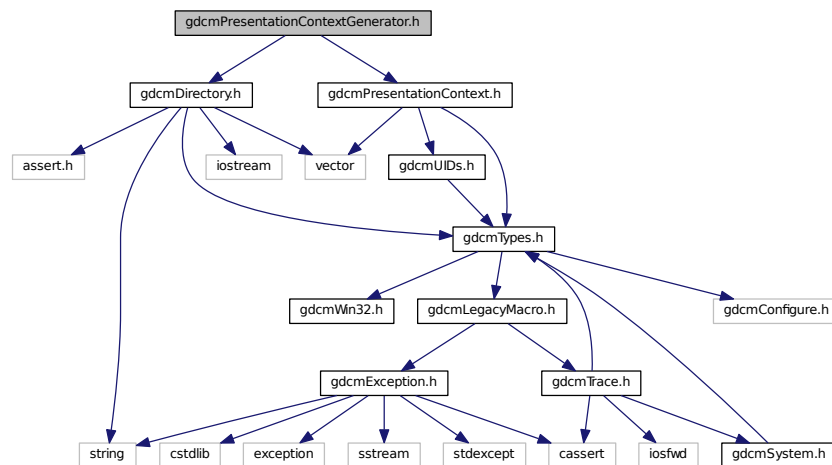 gdcmPresentationContextGenerator.h
gdcmDirectory.h
gdcmPresentationContext.h
assert.h
iostream
vector
gdcmUIDs.h
gdcmTypes.h
gdcmWin32.h
gdcmLegacyMacro.h
gdcmConfigure.h
gdcmException.h
gdcmTrace.h
string
cstdlib
exception
sstream
stdexcept
cassert
iosfwd
gdcmSystem.h